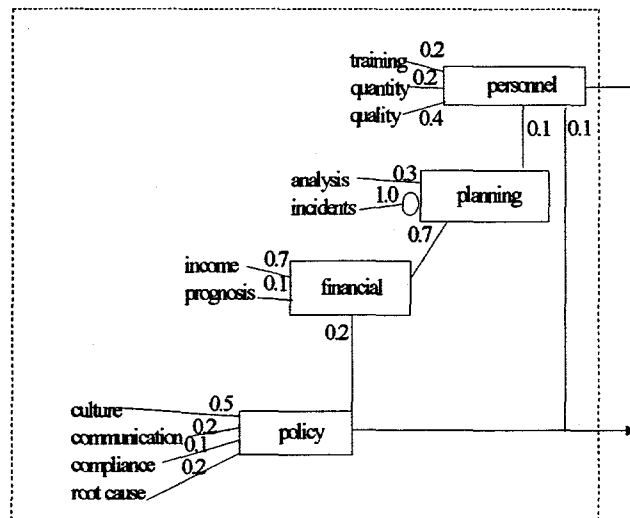 0.2
training
0.2
quantity
personnel
quality
0.4
0.1
0.1
analysis
0.3
incidents
1.0
planning
0.7
income
0.7
prognosis
0.1
financial
0.2
culture
0.5
communication
0.2
policy
compliance
0.1
root cause
0.2